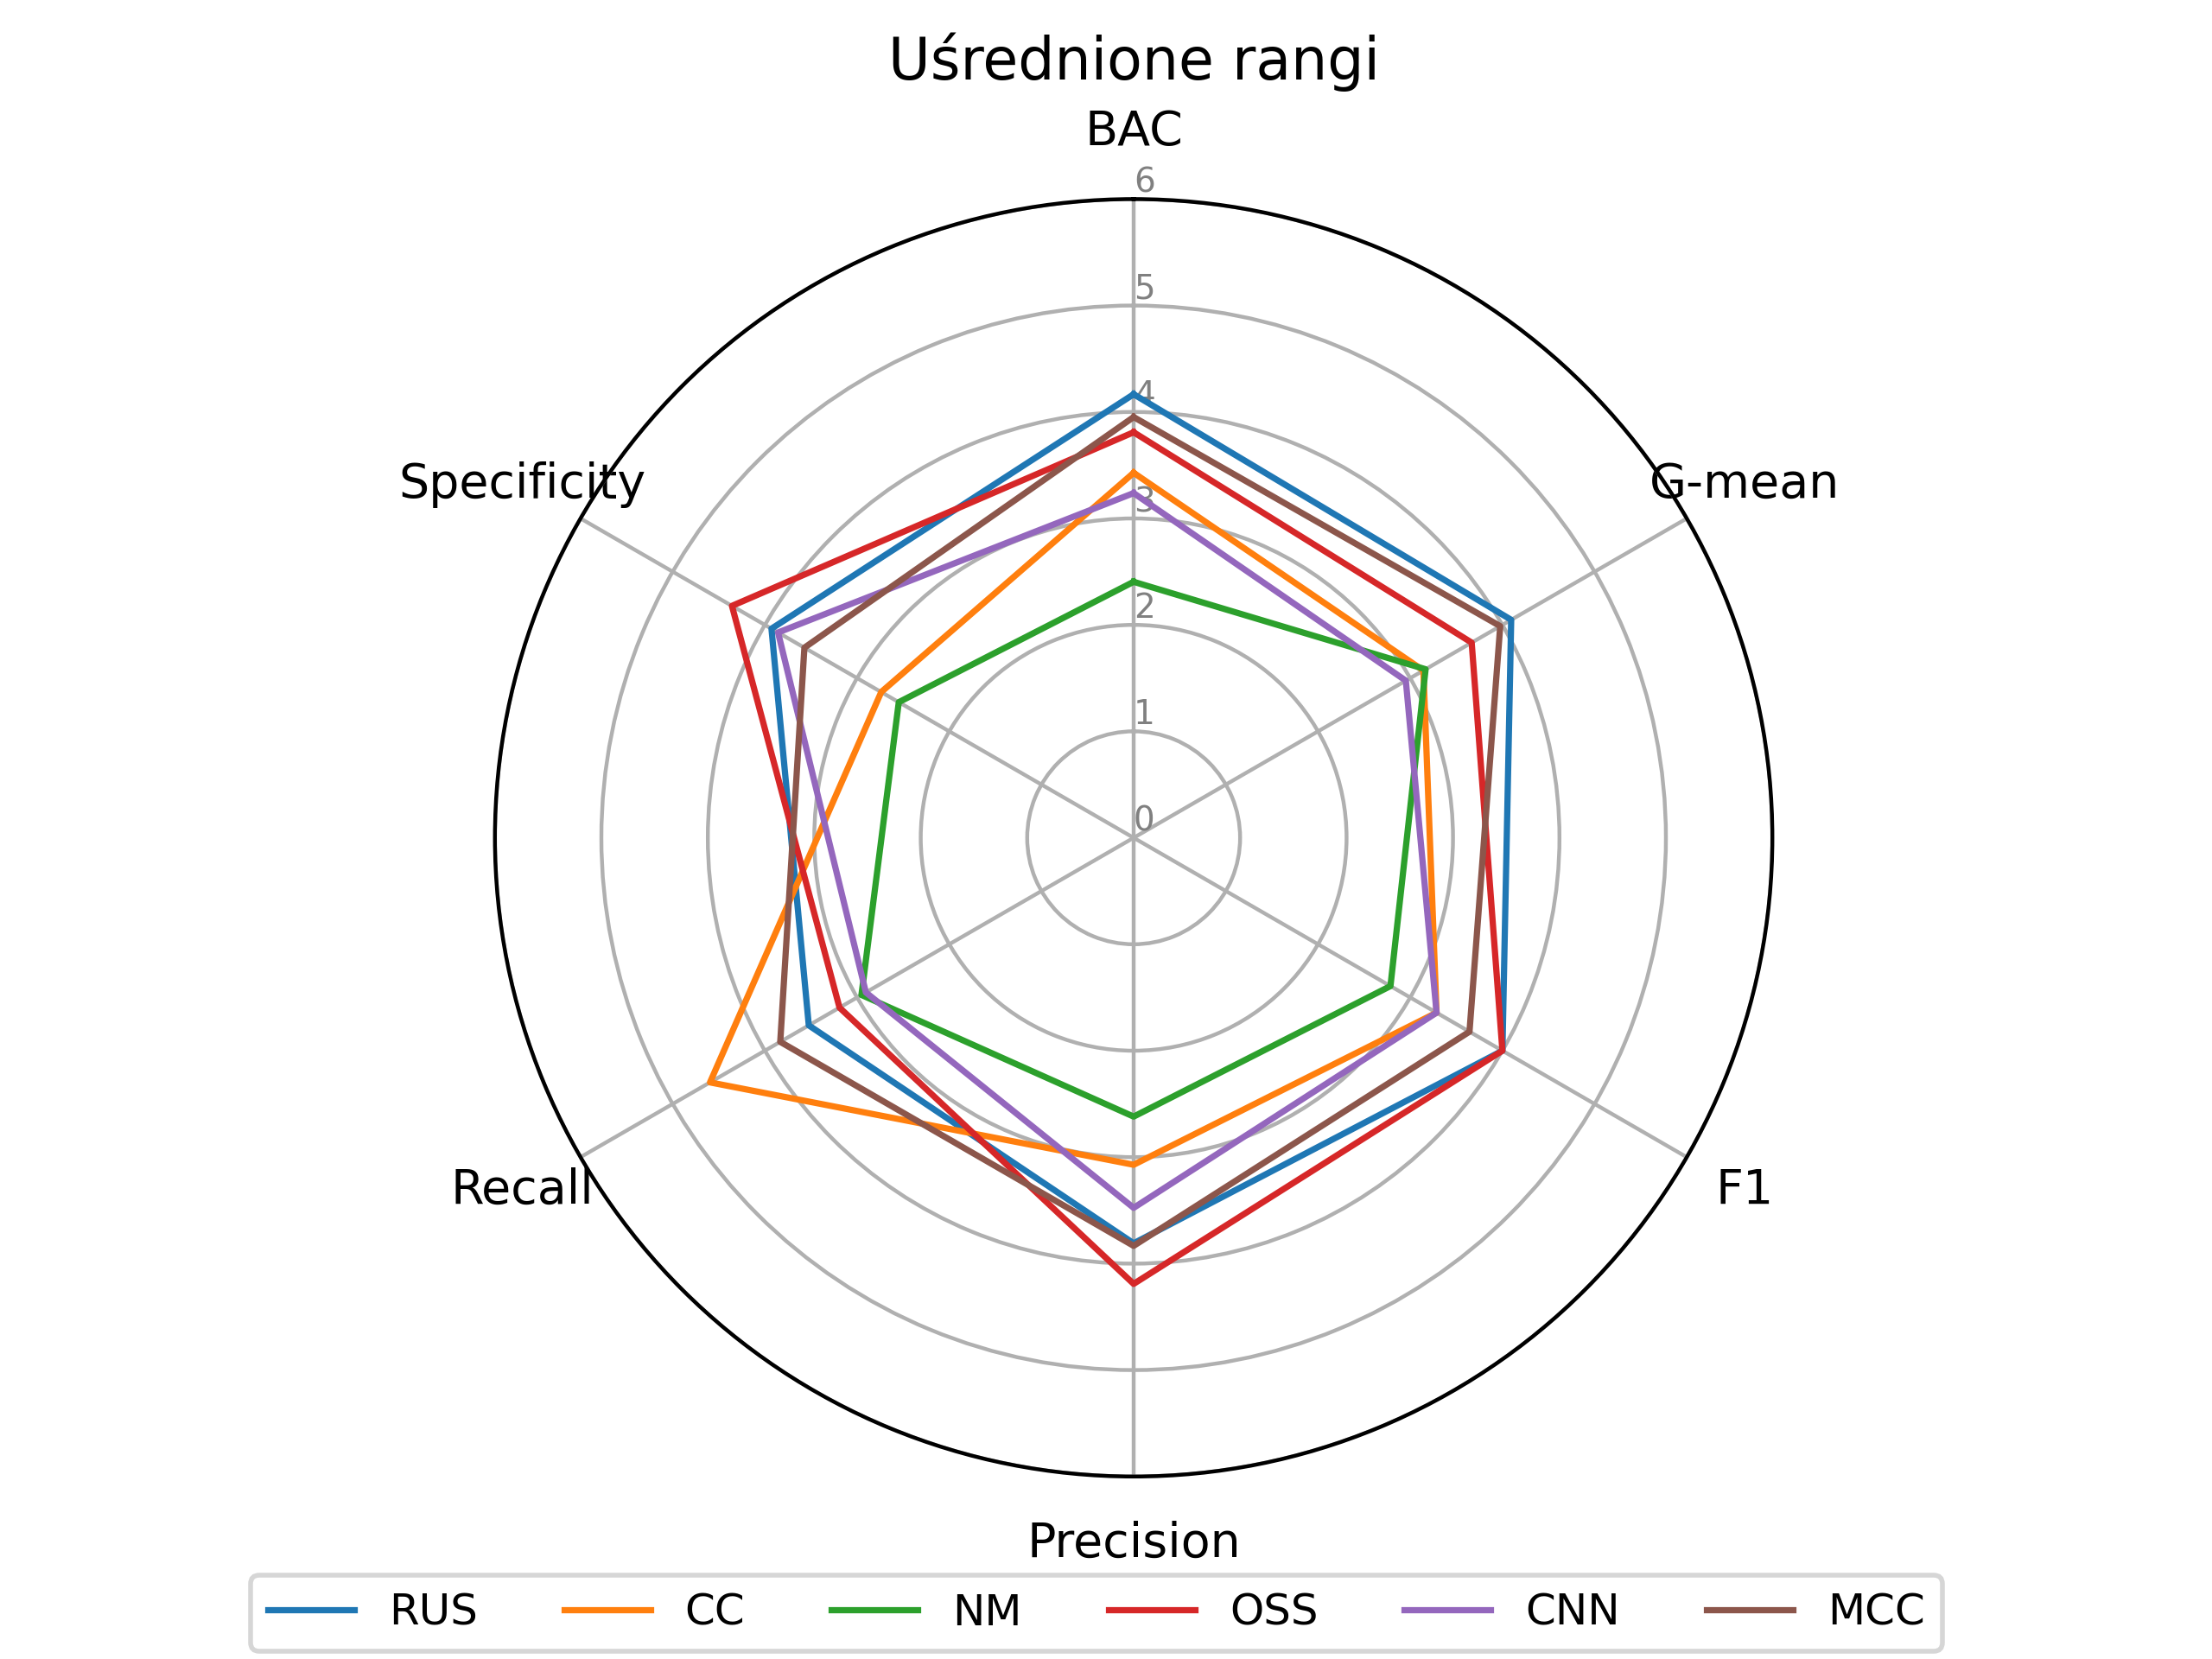 Uśrednione rangi
BAC
6
5
4
3
2
1
0
Specificity
G-mean
Recall
F1
Precision
RUS CC NM OSS CNN MCC